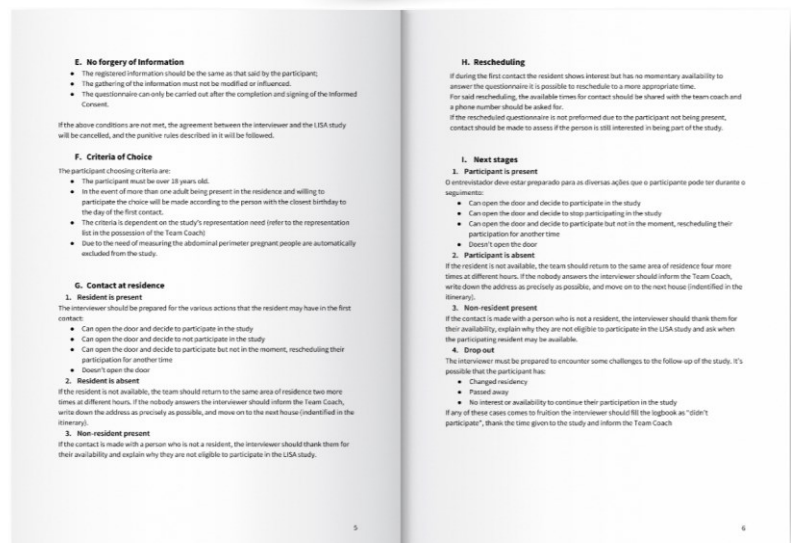 E. No forgery of Information
● The registered information should be the same as that said by the participant;
● The gathering of the information must not be modified or influenced.
● The questionnaire can only be carried out after the completion and signing of the Informed
Consent.
If the above conditions are not met, the agreement between the interviewer and the LISA study
will be cancelled, and the punitive rules described in it will be followed.
F. Criteria of Choice
The participant choosing criteria are:
● The participant must be over 18 years old.
● In the event of more than one adult being present in the residence and willing to
participate the choice will be made according to the person with the closest birthday to
the day of the first contact.
● The criteria is dependent on the study's representation need (refer to the representation
list in the possession of the Team Coach)
● Due to the need of measuring the abdominal perimeter pregnant people are automatically
excluded from the study.
G. Contact at residence
1. Resident is present
The interviewer should be prepared for the various actions that the resident may have in the first
contact:
● Can open the door and decide to participate in the study
● Can open the door and decide to not participate in the study
● Can open the door and decide to participate but not in the moment, rescheduling their
participation for another time
● Doesn't open the door
2. Resident is absent
If the resident is not available, the team should return to the same area of residence two more
times at different hours. If the nobody answers the interviewer should inform the Team Coach,
write down the address as precisely as possible, and move on to the next house (indentified in the
itinerary).
3. Non-resident present
If the contact is made with a person who is not a resident, the interviewer should thank them for
their availability and explain why they are not eligible to participate in the LISA study.
5
H. Rescheduling
If during the first contact the resident shows interest but has no momentary availability to
answer the questionnaire it is possible to reschedule to a more appropriate time.
For said rescheduling, the available times for contact should be shared with the team coach and
a phone number should be asked for.
If the rescheduled questionnaire is not preformed due to the participant not being present,
contact should be made to assess if the person is still interested in being part of the study.
I. Next stages
1. Participant is present
O entrevistador deve estar preparado para as diversas ações que o participante pode ter durante o
seguimento:
● Can open the door and decide to participate in the study
● Can open the door and decide to stop participating in the study
● Can open the door and decide to participate but not in the moment, rescheduling their
participation for another time
● Doesn't open the door
2. Participant is absent
If the resident is not available, the team should return to the same area of residence four more
times at different hours. If the nobody answers the interviewer should inform the Team Coach,
write down the address as precisely as possible, and move on to the next house (indentified in the
itinerary).
3. Non-resident present
If the contact is made with a person who is not a resident, the interviewer should thank them for
their availability, explain why they are not eligible to participate in the LISA study and ask when
the participating resident may be available.
4. Drop out
The interviewer must be prepared to encounter some challenges to the follow-up of the study. It's
possible that the participant has:
● Changed residency
● Passed away
● No interest or availability to continue their participation in the study
If any of these cases comes to fruition the interviewer should fill the logbook as "didn't
participate", thank the time given to the study and inform the Team Coach
6